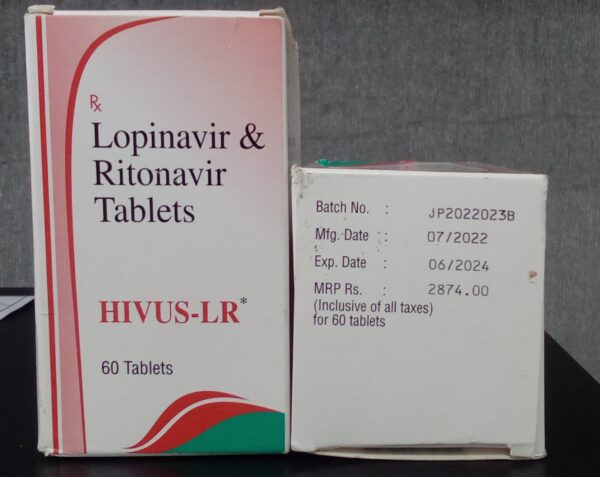 Rx
Lopinavir &
Ritonavir
Tablets
HIVUS-LR*
60 Tablets
Batch No. : JP2022023B
Mfg. Date : 07/2022
Exp. Date : 06/2024
MRP Rs. : 2874.00
(Inclusive of all taxes)
for 60 tablets